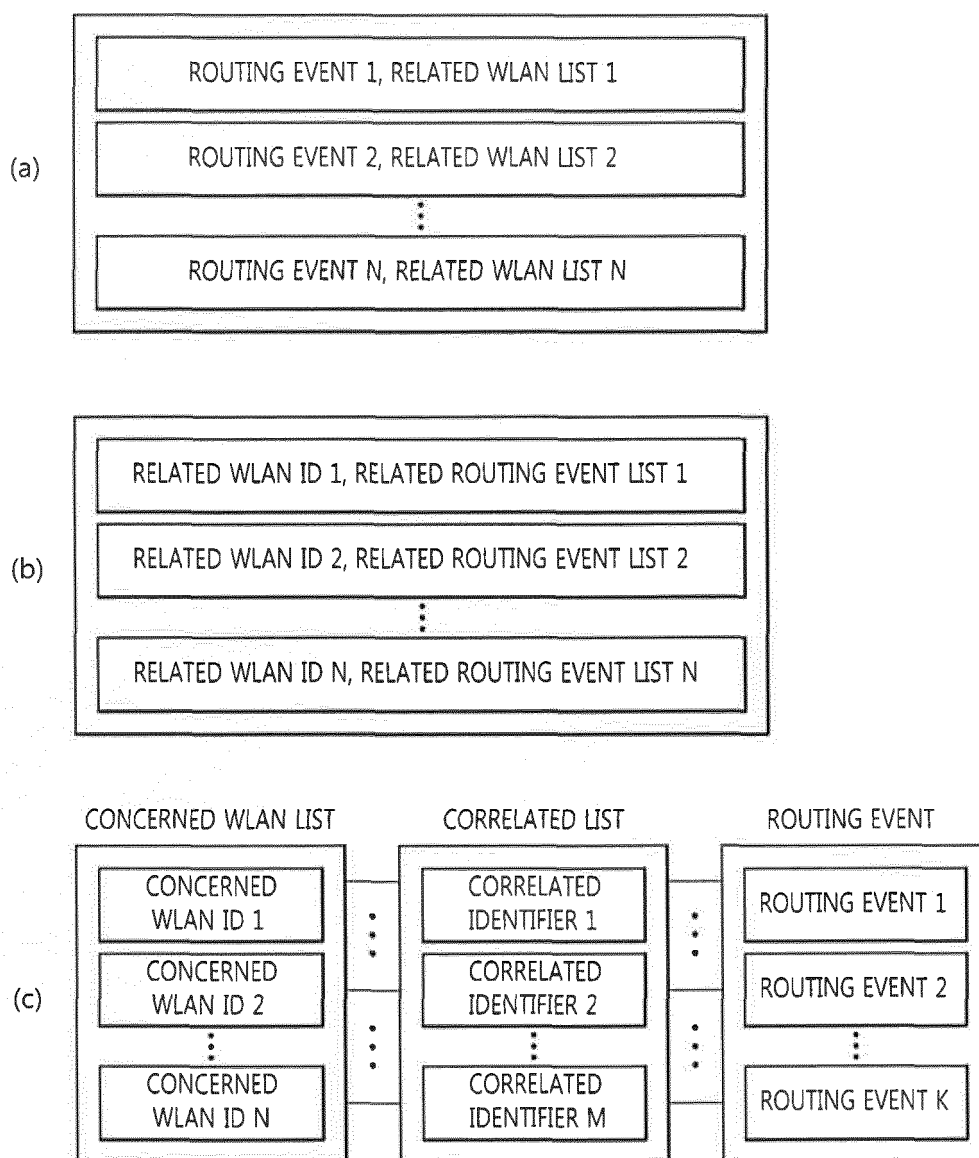 (a)
ROUTING EVENT 1, RELATED WLAN LIST 1
ROUTING EVENT 2, RELATED WLAN LIST 2
ROUTING EVENT N, RELATED WLAN LIST N
(b)
RELATED WLAN ID 1, RELATED ROUTING EVENT LIST 1
RELATED WLAN ID 2, RELATED ROUTING EVENT LIST 2
RELATED WLAN ID N, RELATED ROUTING EVENT LIST N
(c)
CONCERNED WLAN LIST
CONCERNED
WLAN ID 1
CONCERNED
WLAN ID 2
CONCERNED
WLAN ID N
CORRELATED LIST
CORRELATED
IDENTIFIER 1
CORRELATED
IDENTIFIER 2
CORRELATED
IDENTIFIER M
ROUTING EVENT
ROUTING EVENT 1
ROUTING EVENT 2
ROUTING EVENT K